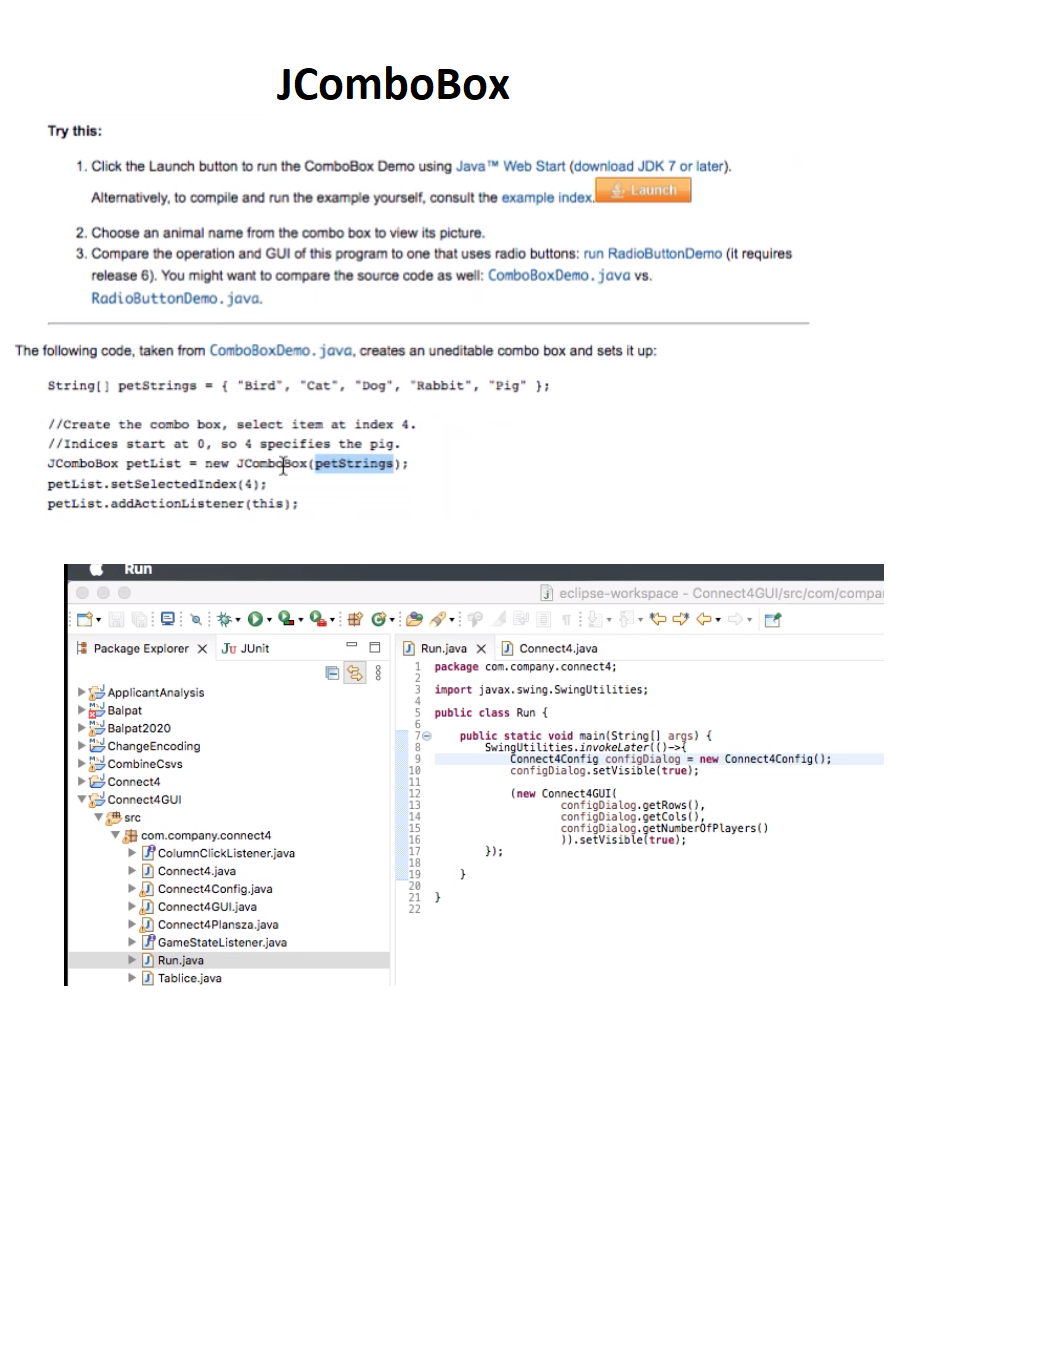 JComboBox
Try this:
1. Click the Launch button to run the ComboBox Demo using Java™ Web Start (download JDK 7 or later).
Alternatively, to compile and run the example yourself, consult the example index. Launch
2. Choose an animal name from the combo box to view its picture.
3. Compare the operation and GUI of this program to one that uses radio buttons: run RadioButtonDemo (it requires
release 6). You might want to compare the source code as well: ComboBoxDemo.java vs.
RadioButtonDemo.java.
The following code, taken from ComboBoxDemo.java, creates an uneditable combo box and sets it up:
String[] petStrings = { "Bird", "Cat", "Dog", "Rabbit", "Pig" };
//Create the combo box, select item at index 4.
//Indices start at 0, so 4 specifies the pig.
JComboBox petList = new JComboBox(petStrings);
petList.setSelectedIndex(4);
petList.addActionListener(this);
Run
eclipse-workspace - Connect4GUI/src/com/compa
Package Explorer
JUnit
ApplicantAnalysis
Balpat
Balpat2020
ChangeEncoding
CombineCsvs
Connect4
Connect4GUI
src
com.company.connect4
ColumnClickListener.java
Connect4.java
Connect4Config.java
Connect4GUI.java
Connect4Plansza.java
GameStateListener.java
Run.java
Tablice.java
Run.java
Connect4.java
1 package com.company.connect4;
2
3 import javax.swing.SwingUtilities;
4
5 public class Run {
6
7 public static void main(String[] args) {
8 SwingUtilities.invokeLater(()->{
9 Connect4Config configDialog = new Connect4Config();
10 configDialog.setVisible(true);
11
12 (new Connect4GUI(
13 configDialog.getRows(),
14 configDialog.getCols(),
15 configDialog.getNumberOfPlayers()
16 )).setVisible(true);
17 });
18
19 }
20
21 }
22